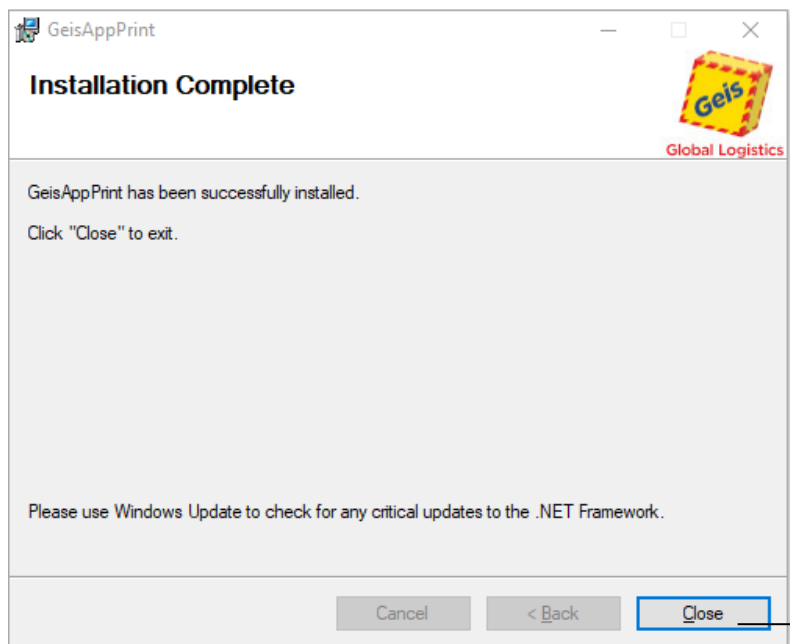 GeisAppPrint
Installation Complete
Geis
Global Logistics
GeisAppPrint has been successfully installed.
Click "Close" to exit.
Please use Windows Update to check for any critical updates to the .NET Framework.
Cancel
< Back
Close